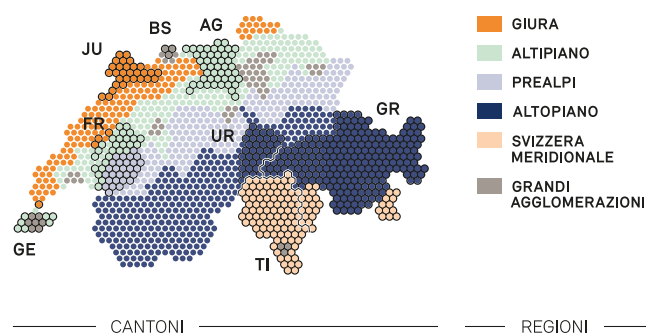 BS
AG
JU
FR
UR
GR
GE
TI
GIURA
ALTIPIANO
PREALPI
ALTOPIANO
SVIZZERA
MERIDIONALE
GRANDI
AGGLOMERAZIONI
CANTONI
REGIONI